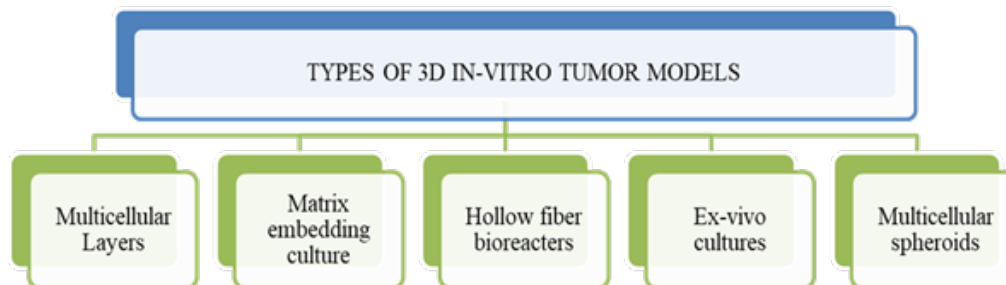 TYPES OF 3D IN-VITRO TUMOR MODELS
Multicellular
Layers
Matrix
embedding
culture
Hollow fiber
bioreacters
Ex-vivo
cultures
Multicellular
spheroids